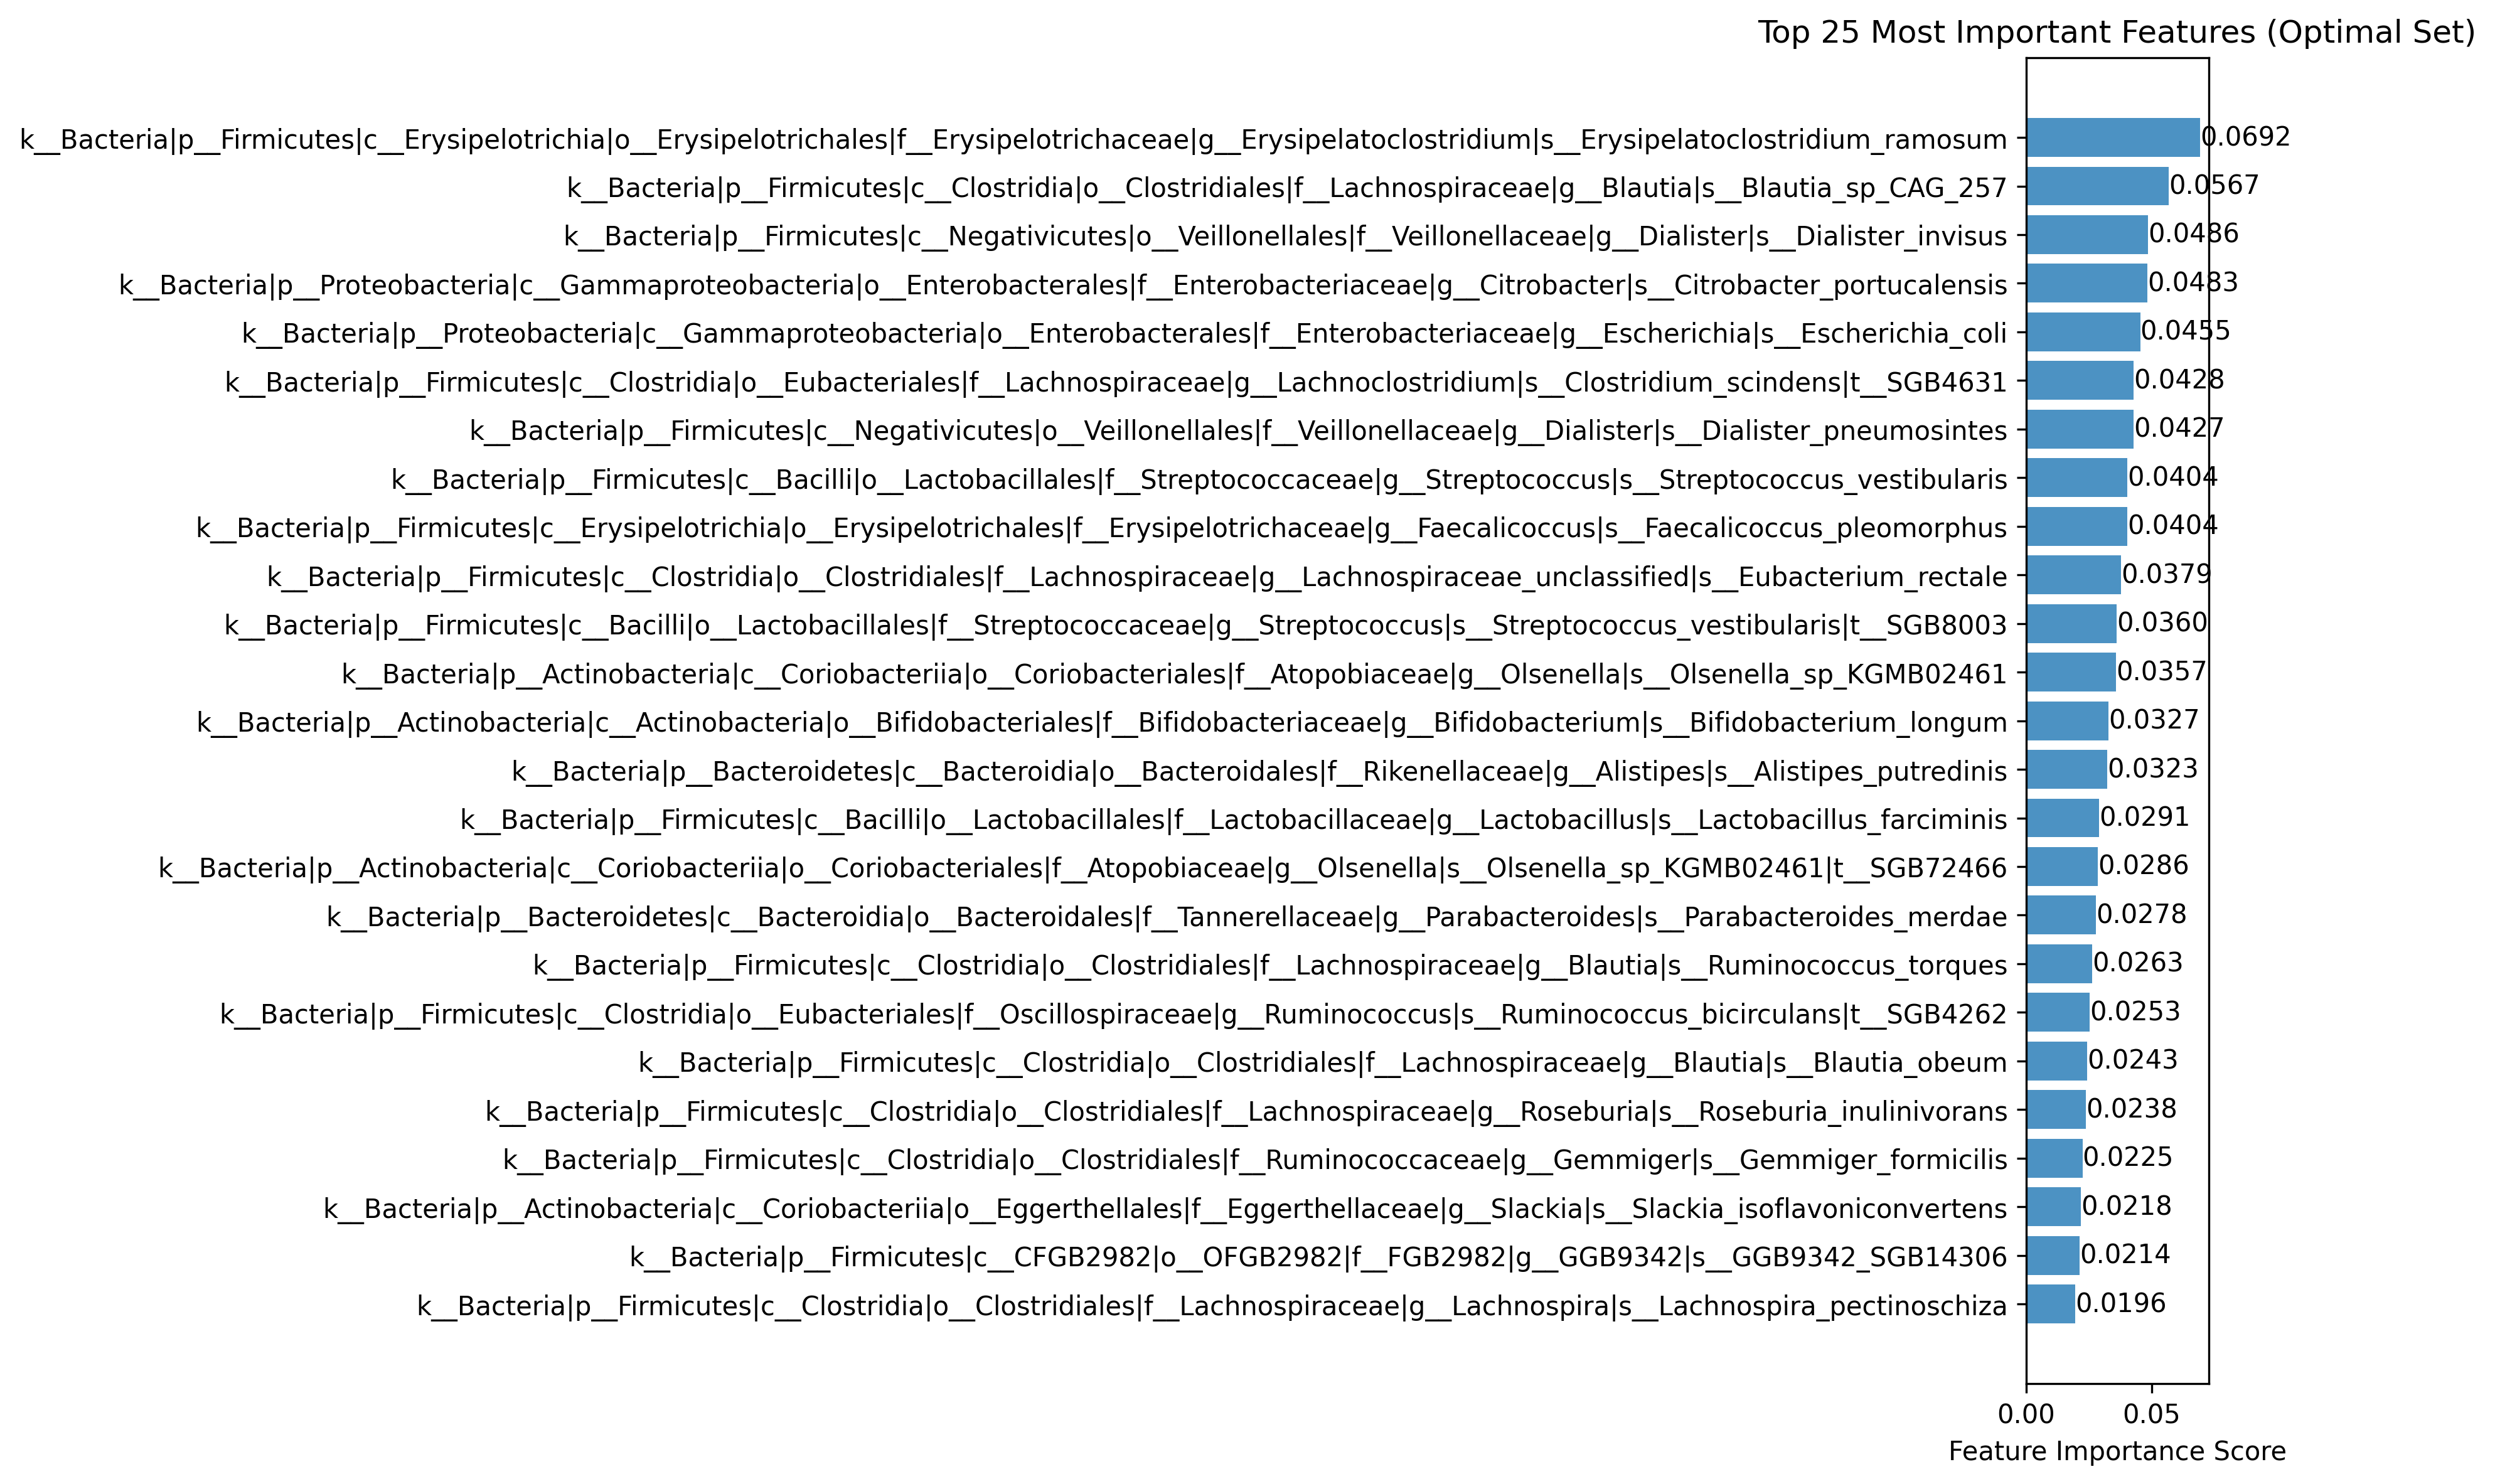 Top 25 Most Important Features (Optimal Set)
k__Bacteria|p__Firmicutes|c__Erysipelotrichia|o__Erysipelotrichales|f__Erysipelotrichaceae|g__Erysipelatoclostridium|s__Erysipelatoclostridium_ramosum 0.0692
k__Bacteria|p__Firmicutes|c__Clostridia|o__Clostridiales|f__Lachnospiraceae|g__Blautia|s__Blautia_sp_CAG_257 0.0567
k__Bacteria|p__Firmicutes|c__Negativicutes|o__Veillonellales|f__Veillonellaceae|g__Dialister|s__Dialister_invisus 0.0486
k__Bacteria|p__Proteobacteria|c__Gammaproteobacteria|o__Enterobacterales|f__Enterobacteriaceae|g__Citrobacter|s__Citrobacter_portucalensis 0.0483
k__Bacteria|p__Proteobacteria|c__Gammaproteobacteria|o__Enterobacterales|f__Enterobacteriaceae|g__Escherichia|s__Escherichia_coli 0.0455
k__Bacteria|p__Firmicutes|c__Clostridia|o__Eubacteriales|f__Lachnospiraceae|g__Lachnoclostridium|s__Clostridium_scindens|t__SGB4631 0.0428
k__Bacteria|p__Firmicutes|c__Negativicutes|o__Veillonellales|f__Veillonellaceae|g__Dialister|s__Dialister_pneumosintes 0.0427
k__Bacteria|p__Firmicutes|c__Bacilli|o__Lactobacillales|f__Streptococcaceae|g__Streptococcus|s__Streptococcus_vestibularis 0.0404
k__Bacteria|p__Firmicutes|c__Erysipelotrichia|o__Erysipelotrichales|f__Erysipelotrichaceae|g__Faecalicoccus|s__Faecalicoccus_pleomorphus 0.0404
k__Bacteria|p__Firmicutes|c__Clostridia|o__Clostridiales|f__Lachnospiraceae|g__Lachnospiraceae_unclassified|s__Eubacterium_rectale 0.0379
k__Bacteria|p__Firmicutes|c__Bacilli|o__Lactobacillales|f__Streptococcaceae|g__Streptococcus|s__Streptococcus_vestibularis|t__SGB8003 0.0360
k__Bacteria|p__Actinobacteria|c__Coriobacteriia|o__Coriobacteriales|f__Atopobiaceae|g__Olsenella|s__Olsenella_sp_KGMB02461 0.0357
k__Bacteria|p__Actinobacteria|c__Actinobacteria|o__Bifidobacteriales|f__Bifidobacteriaceae|g__Bifidobacterium|s__Bifidobacterium_longum 0.0327
k__Bacteria|p__Bacteroidetes|c__Bacteroidia|o__Bacteroidales|f__Rikenellaceae|g__Alistipes|s__Alistipes_putredinis 0.0323
k__Bacteria|p__Firmicutes|c__Bacilli|o__Lactobacillales|f__Lactobacillaceae|g__Lactobacillus|s__Lactobacillus_farciminis 0.0291
k__Bacteria|p__Actinobacteria|c__Coriobacteriia|o__Coriobacteriales|f__Atopobiaceae|g__Olsenella|s__Olsenella_sp_KGMB02461|t__SGB72466 0.0286
k__Bacteria|p__Bacteroidetes|c__Bacteroidia|o__Bacteroidales|f__Tannerellaceae|g__Parabacteroides|s__Parabacteroides_merdae 0.0278
k__Bacteria|p__Firmicutes|c__Clostridia|o__Clostridiales|f__Lachnospiraceae|g__Blautia|s__Ruminococcus_torques 0.0263
k__Bacteria|p__Firmicutes|c__Clostridia|o__Eubacteriales|f__Oscillospiraceae|g__Ruminococcus|s__Ruminococcus_bicirculans|t__SGB4262 0.0253
k__Bacteria|p__Firmicutes|c__Clostridia|o__Clostridiales|f__Lachnospiraceae|g__Blautia|s__Blautia_obeum 0.0243
k__Bacteria|p__Firmicutes|c__Clostridia|o__Clostridiales|f__Lachnospiraceae|g__Roseburia|s__Roseburia_inulinivorans 0.0238
k__Bacteria|p__Firmicutes|c__Clostridia|o__Clostridiales|f__Ruminococcaceae|g__Gemmiger|s__Gemmiger_formicilis 0.0225
k__Bacteria|p__Actinobacteria|c__Coriobacteriia|o__Eggerthellales|f__Eggerthellaceae|g__Slackia|s__Slackia_isoflavoniconvertens 0.0218
k__Bacteria|p__Firmicutes|c__CFGB2982|o__OFGB2982|f__FGB2982|g__GGB9342|s__GGB9342_SGB14306 0.0214
k__Bacteria|p__Firmicutes|c__Clostridia|o__Clostridiales|f__Lachnospiraceae|g__Lachnospira|s__Lachnospira_pectinoschiza 0.0196
0.00 0.05
Feature Importance Score